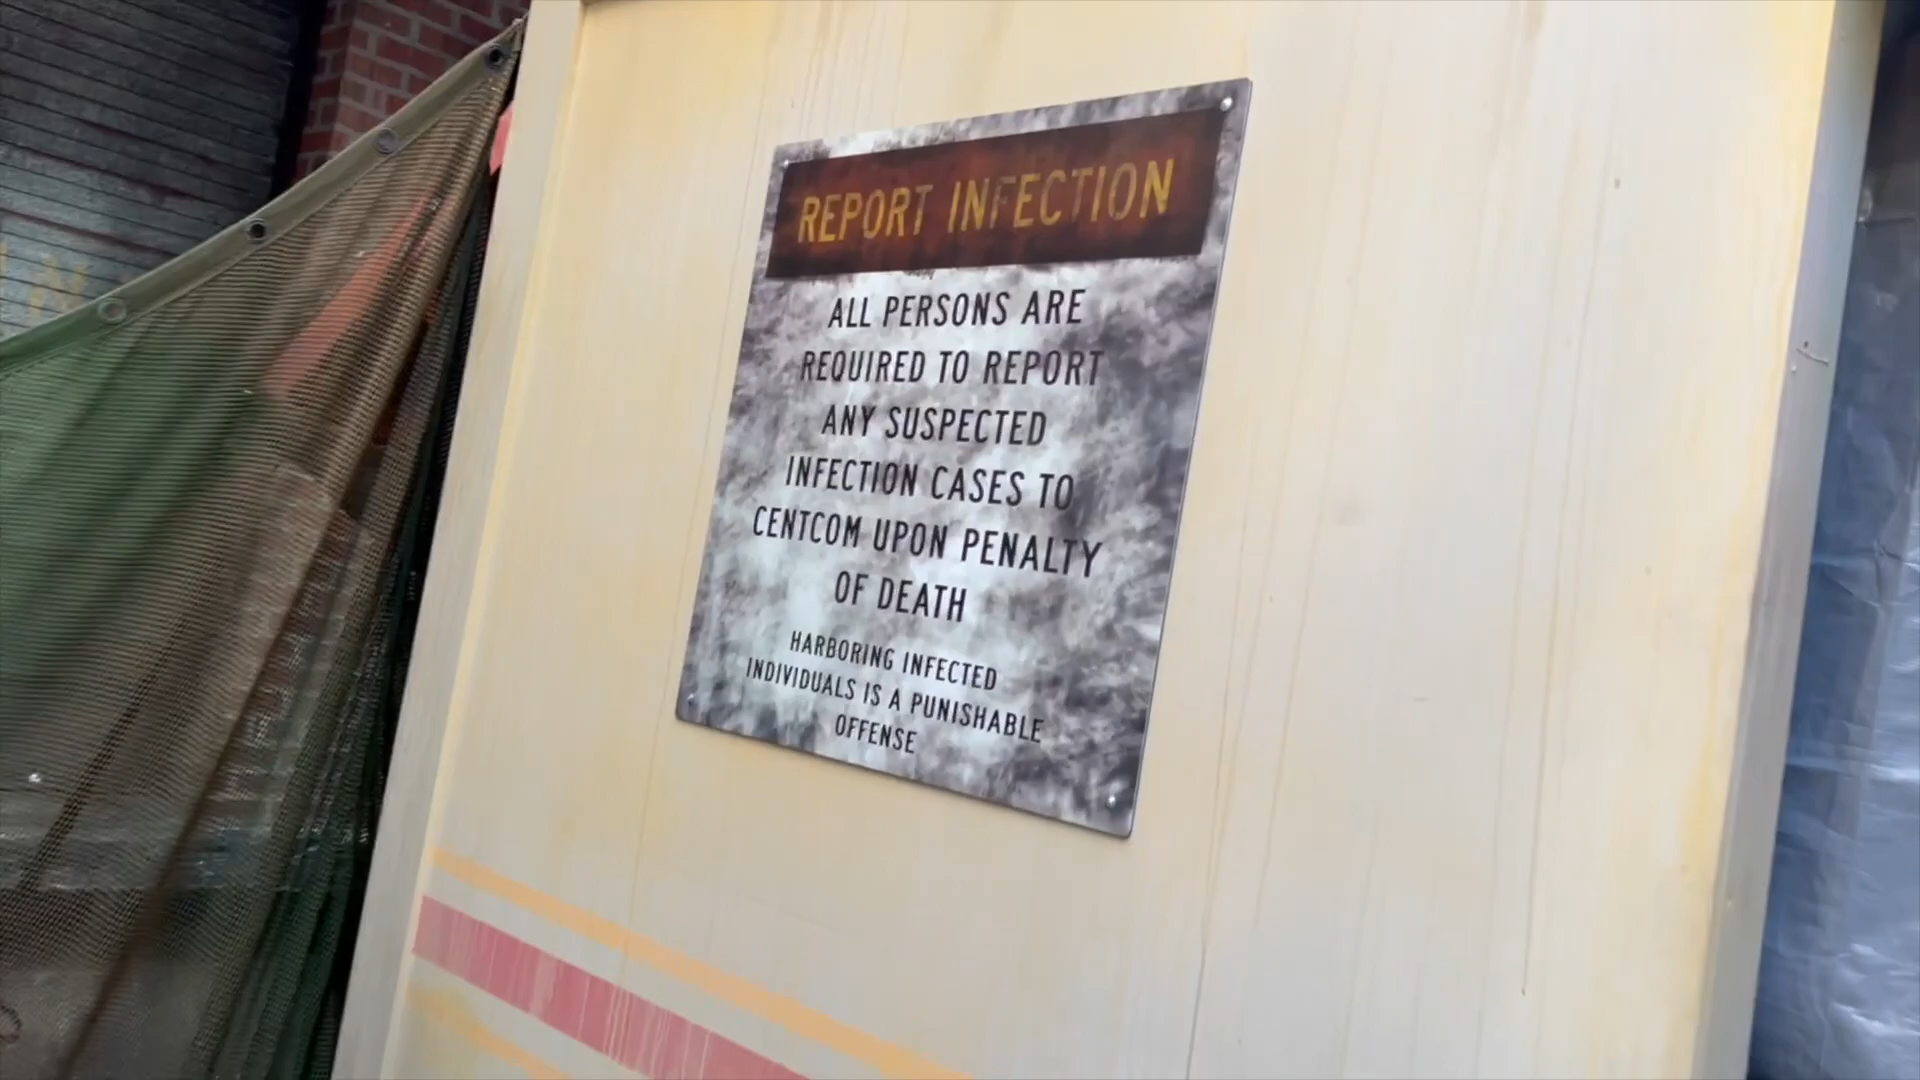 REPORT INFECTION
ALL PERSONS ARE
REQUIRED TO REPORT
ANY SUSPECTED
INFECTION CASES TO
CENTCOM UPON PENALTY
OF DEATH
HARBORING INFECTED
INDIVIDUALS IS A PUNISHABLE
OFFENSE